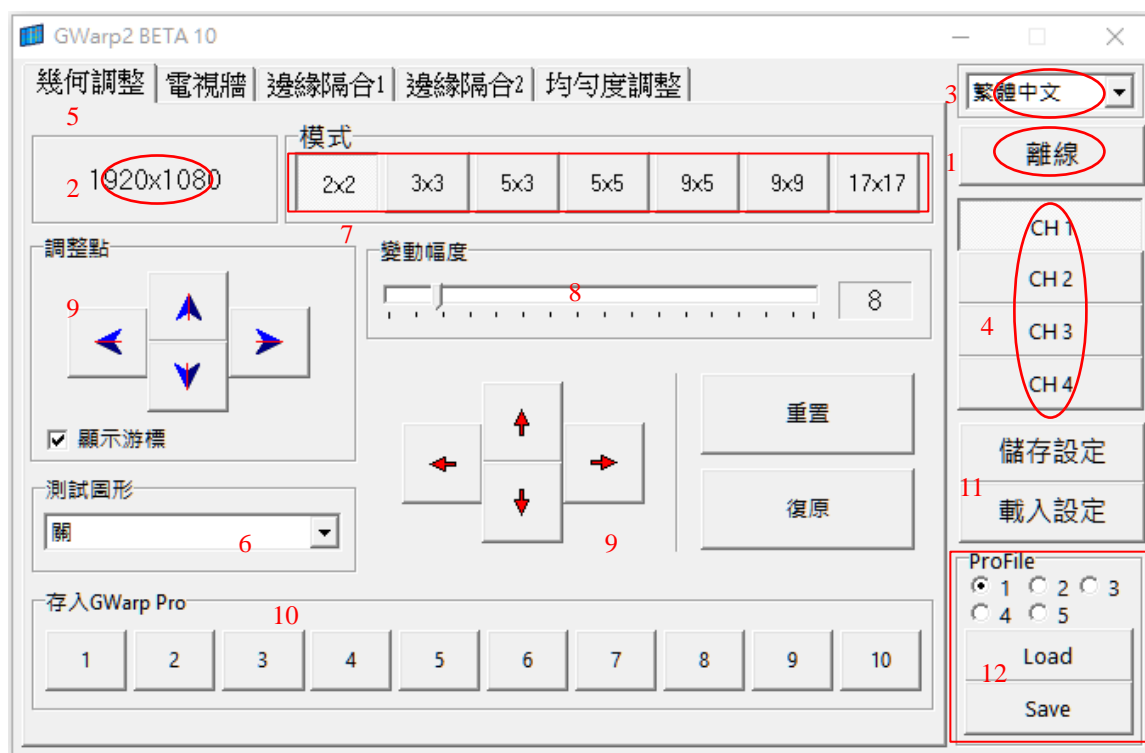 GWarp2 BETA 10
幾何調整 電視牆 邊緣隔合1 邊緣隔合2 均勻度調整
3 繁體中文
5
模式
1 離線
2 1920x1080
2x2 3x3 5x3 5x5 9x5 9x9 17x17
7
CH 1
調整點
變動幅度
CH 2
9
8
8
4 CH 3
CH 4
顯示游標
重置
儲存設定
測試圖形
11
關
6
9
復原
載入設定
ProFile
1 2 3
4 5
存入GWarp Pro
10
1 2 3 4 5 6 7 8 9 10
Load
12
Save